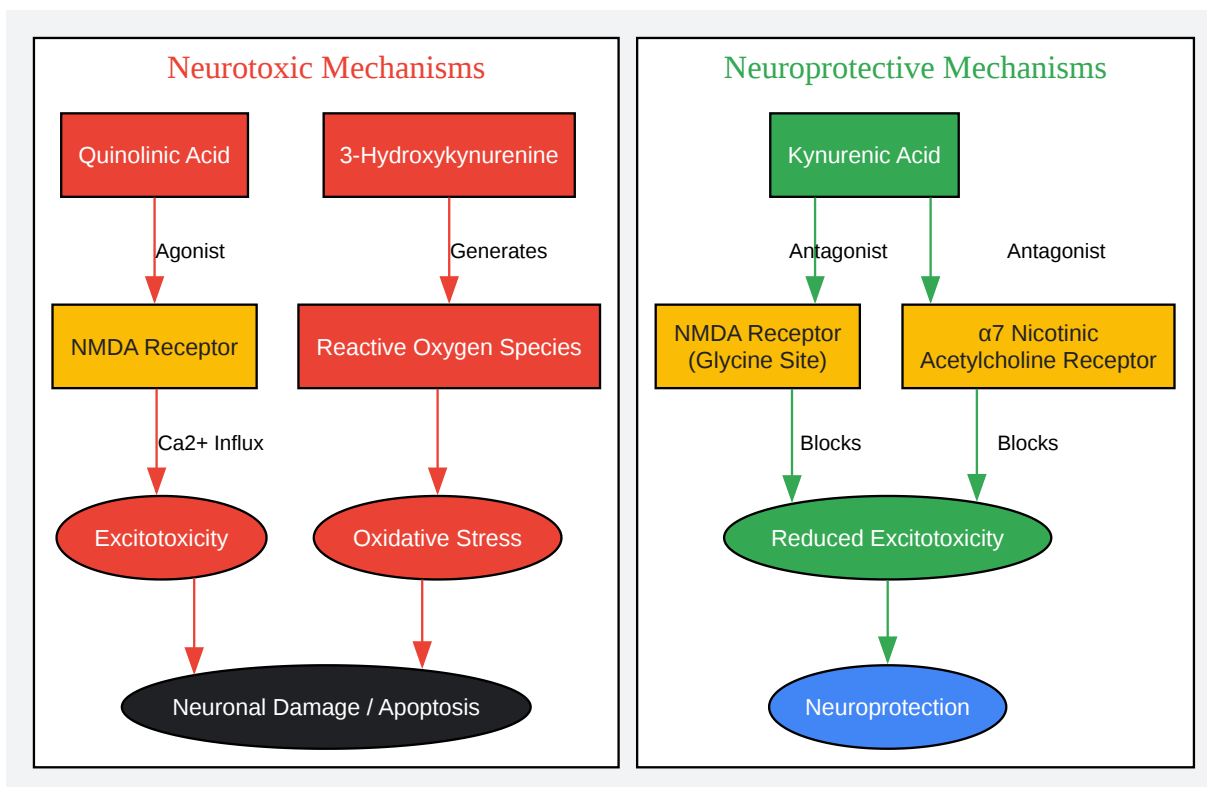 Neurotoxic Mechanisms
Quinolinic Acid
3-Hydroxykynurenine
Agonist
Generates
NMDA Receptor
Reactive Oxygen Species
Ca2+ Influx
Excitotoxicity
Oxidative Stress
Neuronal Damage / Apoptosis
Neuroprotective Mechanisms
Kynurenic Acid
Antagonist
Antagonist
NMDA Receptor
(Glycine Site)
α7 Nicotinic
Acetylcholine Receptor
Blocks
Blocks
Reduced Excitotoxicity
Neuroprotection